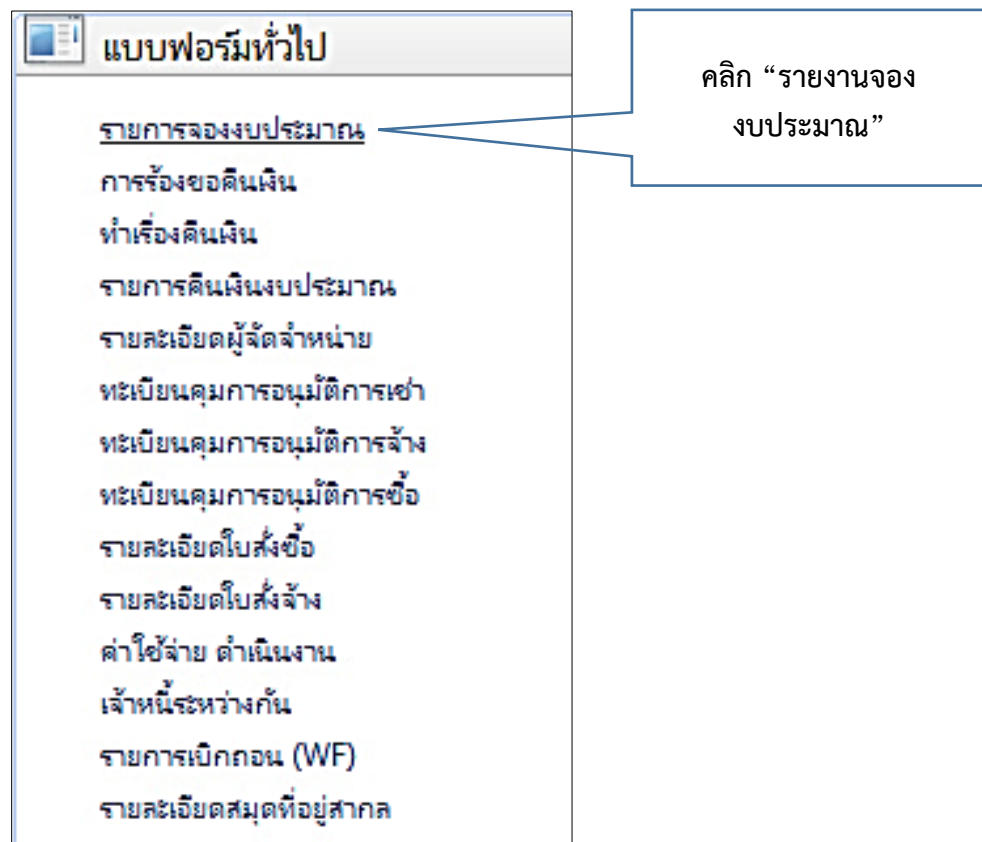 แบบฟอร์มทั่วไป
รายการจองงบประมาณ
การร้องขอคืนเงิน
ทำเรื่องคืนเงิน
รายการคืนเงินงบประมาณ
รายละเอียดผู้จัดจำหน่าย
ทะเบียนคุมการอนุมัติการเช่า
ทะเบียนคุมการอนุมัติการจ้าง
ทะเบียนคุมการอนุมัติการซื้อ
รายละเอียดใบสั่งซื้อ
รายละเอียดใบสั่งจ้าง
ค่าใช้จ่าย ดำเนินงาน
เจ้าหนี้ระหว่างกัน
รายการเบิกถอน (WF)
รายละเอียดสมุดที่อยู่สากล
คลิก “รายงานจอง
งบประมาณ”